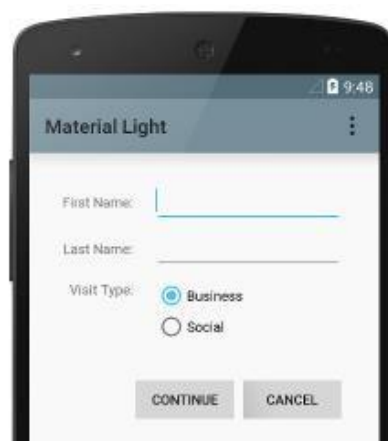 9:48
Material Light
First Name:
Last Name:
Visit Type:
Business
Social
CONTINUE CANCEL